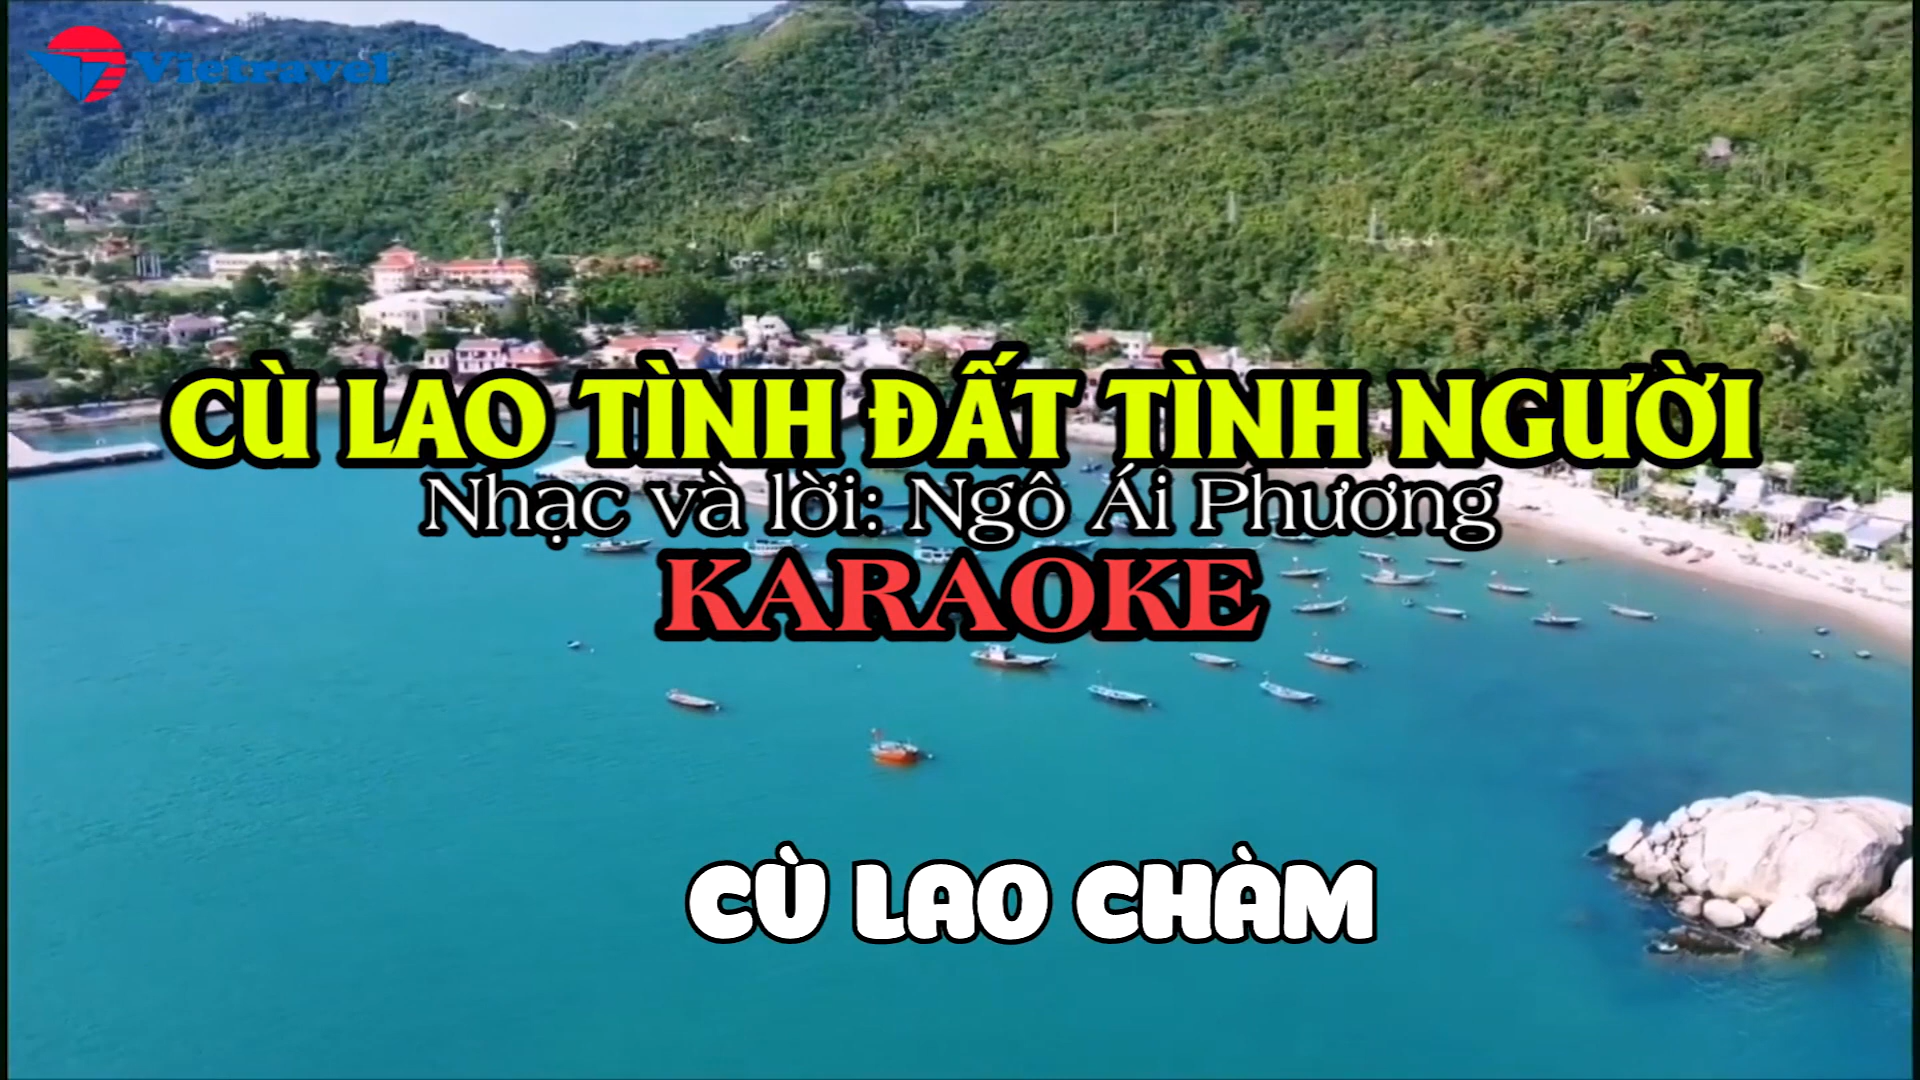 Vietravel
CÙ LAO TÌNH ĐẤT TÌNH NGƯỜI
Nhạc và lời: Ngô Ái Phương
KARAOKE
CÙ LAO CHÀM